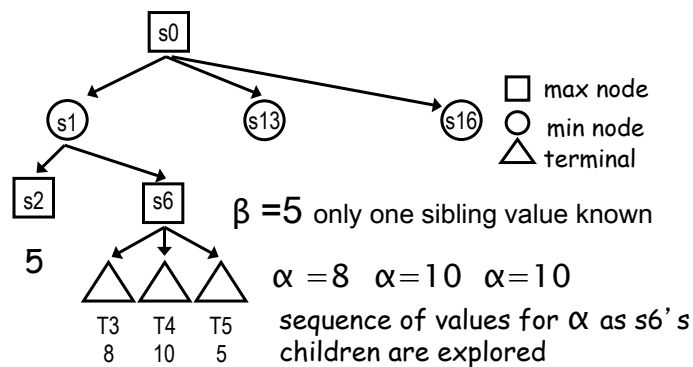 s0
max node
s1
s13
s16
min node
terminal
s2
s6
β =5 only one sibling value known
5
α =8 α=10 α=10
T3 T4 T5
8 10 5
sequence of values for α as s6's
children are explored